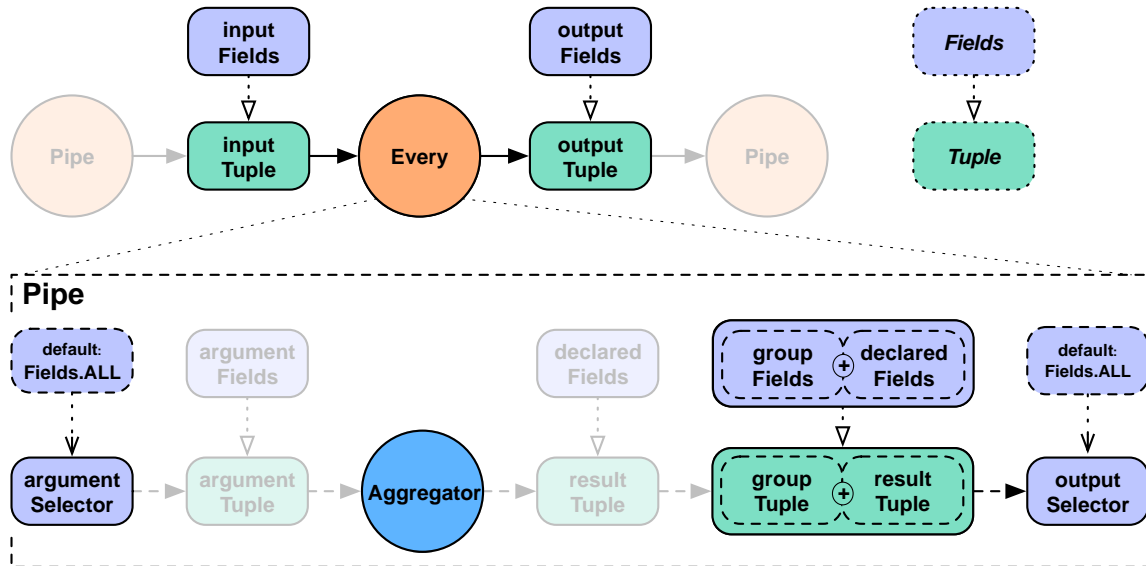 input
Fields
output
Fields
Fields
Pipe
input
Tuple
Every
output
Tuple
Pipe
Tuple
Pipe
default:
Fields.ALL
argument
Fields
declared
Fields
group
Fields
+
declared
Fields
default:
Fields.ALL
argument
Selector
argument
Tuple
Aggregator
result
Tuple
group
Tuple
+
result
Tuple
output
Selector